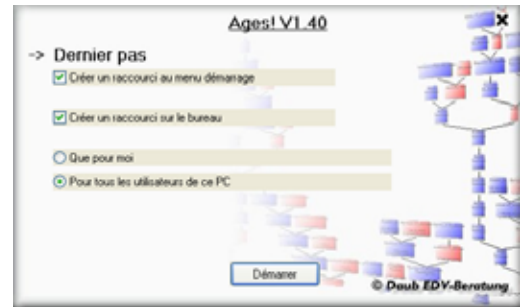 Ages! V1.40
-> Dernier pas
Créer un raccourci au menu démarrage
Créer un raccourci sur le bureau
Que pour moi
Pour tous les utilisateurs de ce PC
Démarrer
© Daub EDV-Beratung